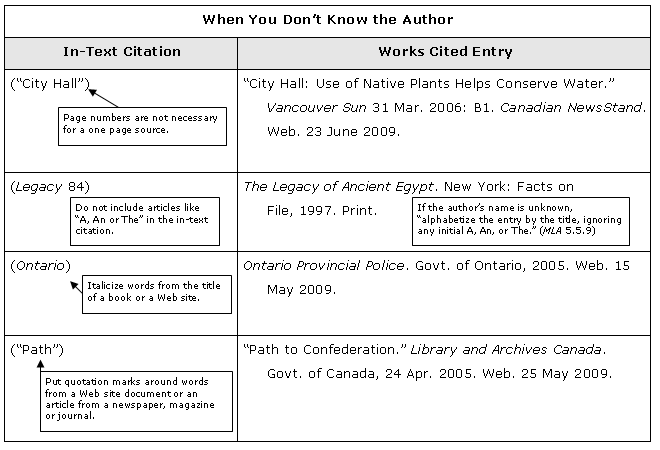 When You Don’t Know the Author
In-Text Citation
Works Cited Entry
(“City Hall”)
Page numbers are not necessary
for a one page source.
“City Hall: Use of Native Plants Helps Conserve Water.”
Vancouver Sun 31 Mar. 2006: B1. Canadian NewsStand.
Web. 23 June 2009.
(Legacy 84)
Do not include articles like
“A, An or The” in the in-text
citation.
The Legacy of Ancient Egypt. New York: Facts on
File, 1997. Print.
If the author’s name is unknown,
“alphabetize the entry by the title, ignoring
any initial A, An, or The.” (MLA 5.5.9)
(Ontario)
Italicize words from the title
of a book or a Web site.
Ontario Provincial Police. Govt. of Ontario, 2005. Web. 15
May 2009.
(“Path”)
Put quotation marks around words
from a Web site document or an
article from a newspaper, magazine
or journal.
“Path to Confederation.” Library and Archives Canada.
Govt. of Canada, 24 Apr. 2005. Web. 25 May 2009.